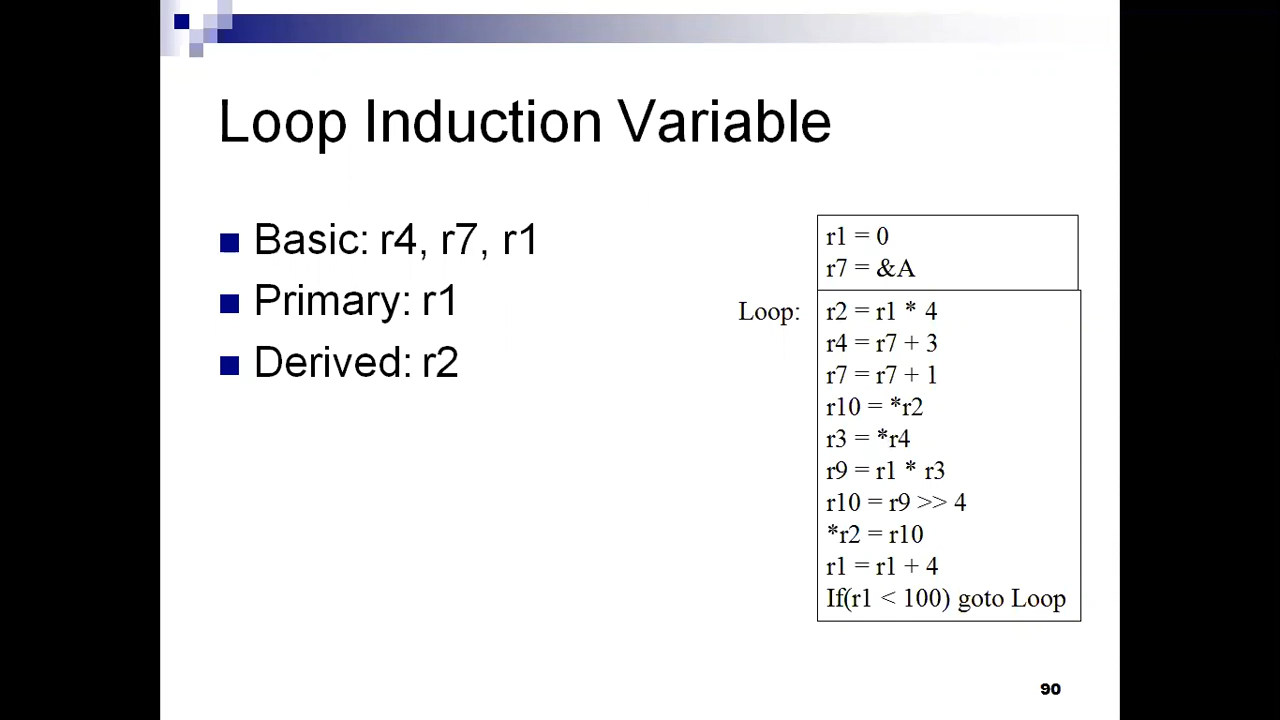 Loop Induction Variable
Basic: r4, r7, r1
Primary: r1
Derived: r2
r1 = 0
r7 = &A
Loop:
r2 = r1 * 4
r4 = r7 + 3
r7 = r7 + 1
r10 = *r2
r3 = *r4
r9 = r1 * r3
r10 = r9 >> 4
*r2 = r10
r1 = r1 + 4
If(r1 < 100) goto Loop
90